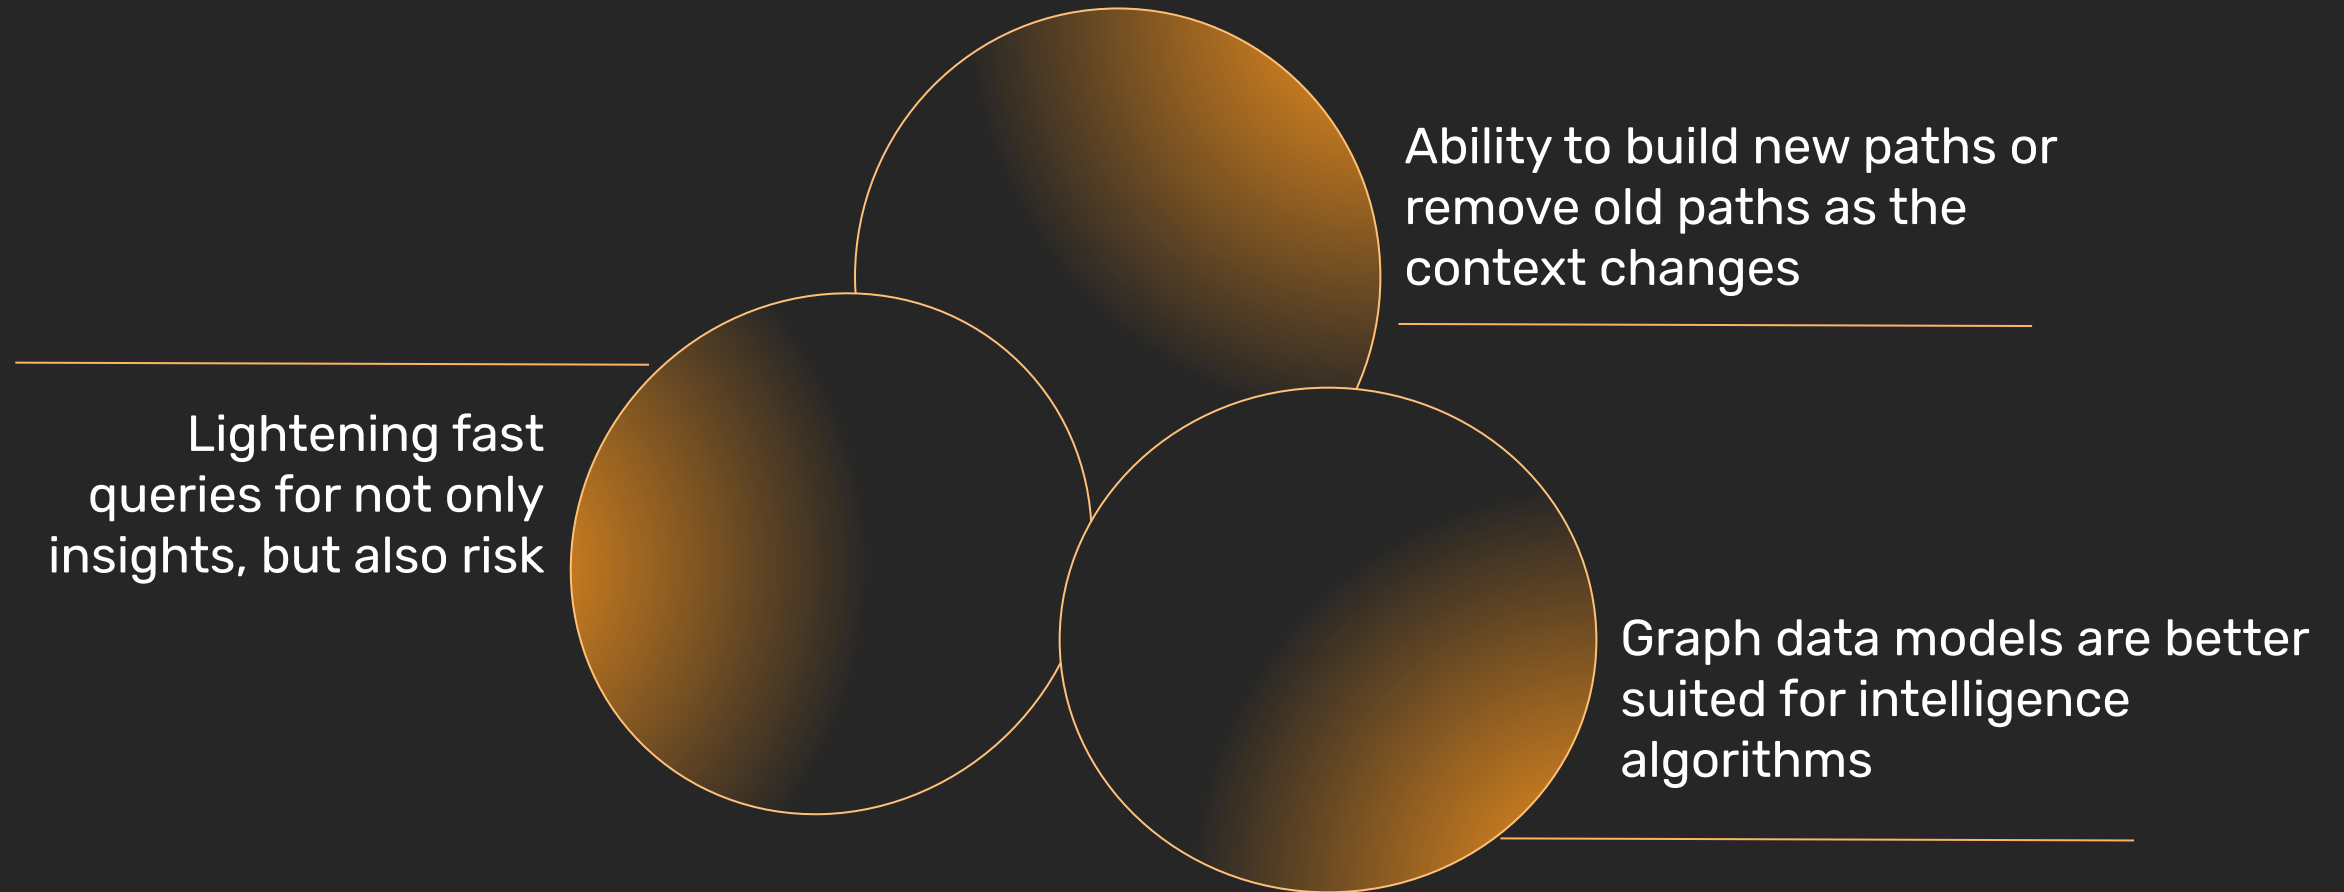 Ability to build new paths or
remove old paths as the
context changes
Lightening fast
queries for not only
insights, but also risk
Graph data models are better
suited for intelligence
algorithms